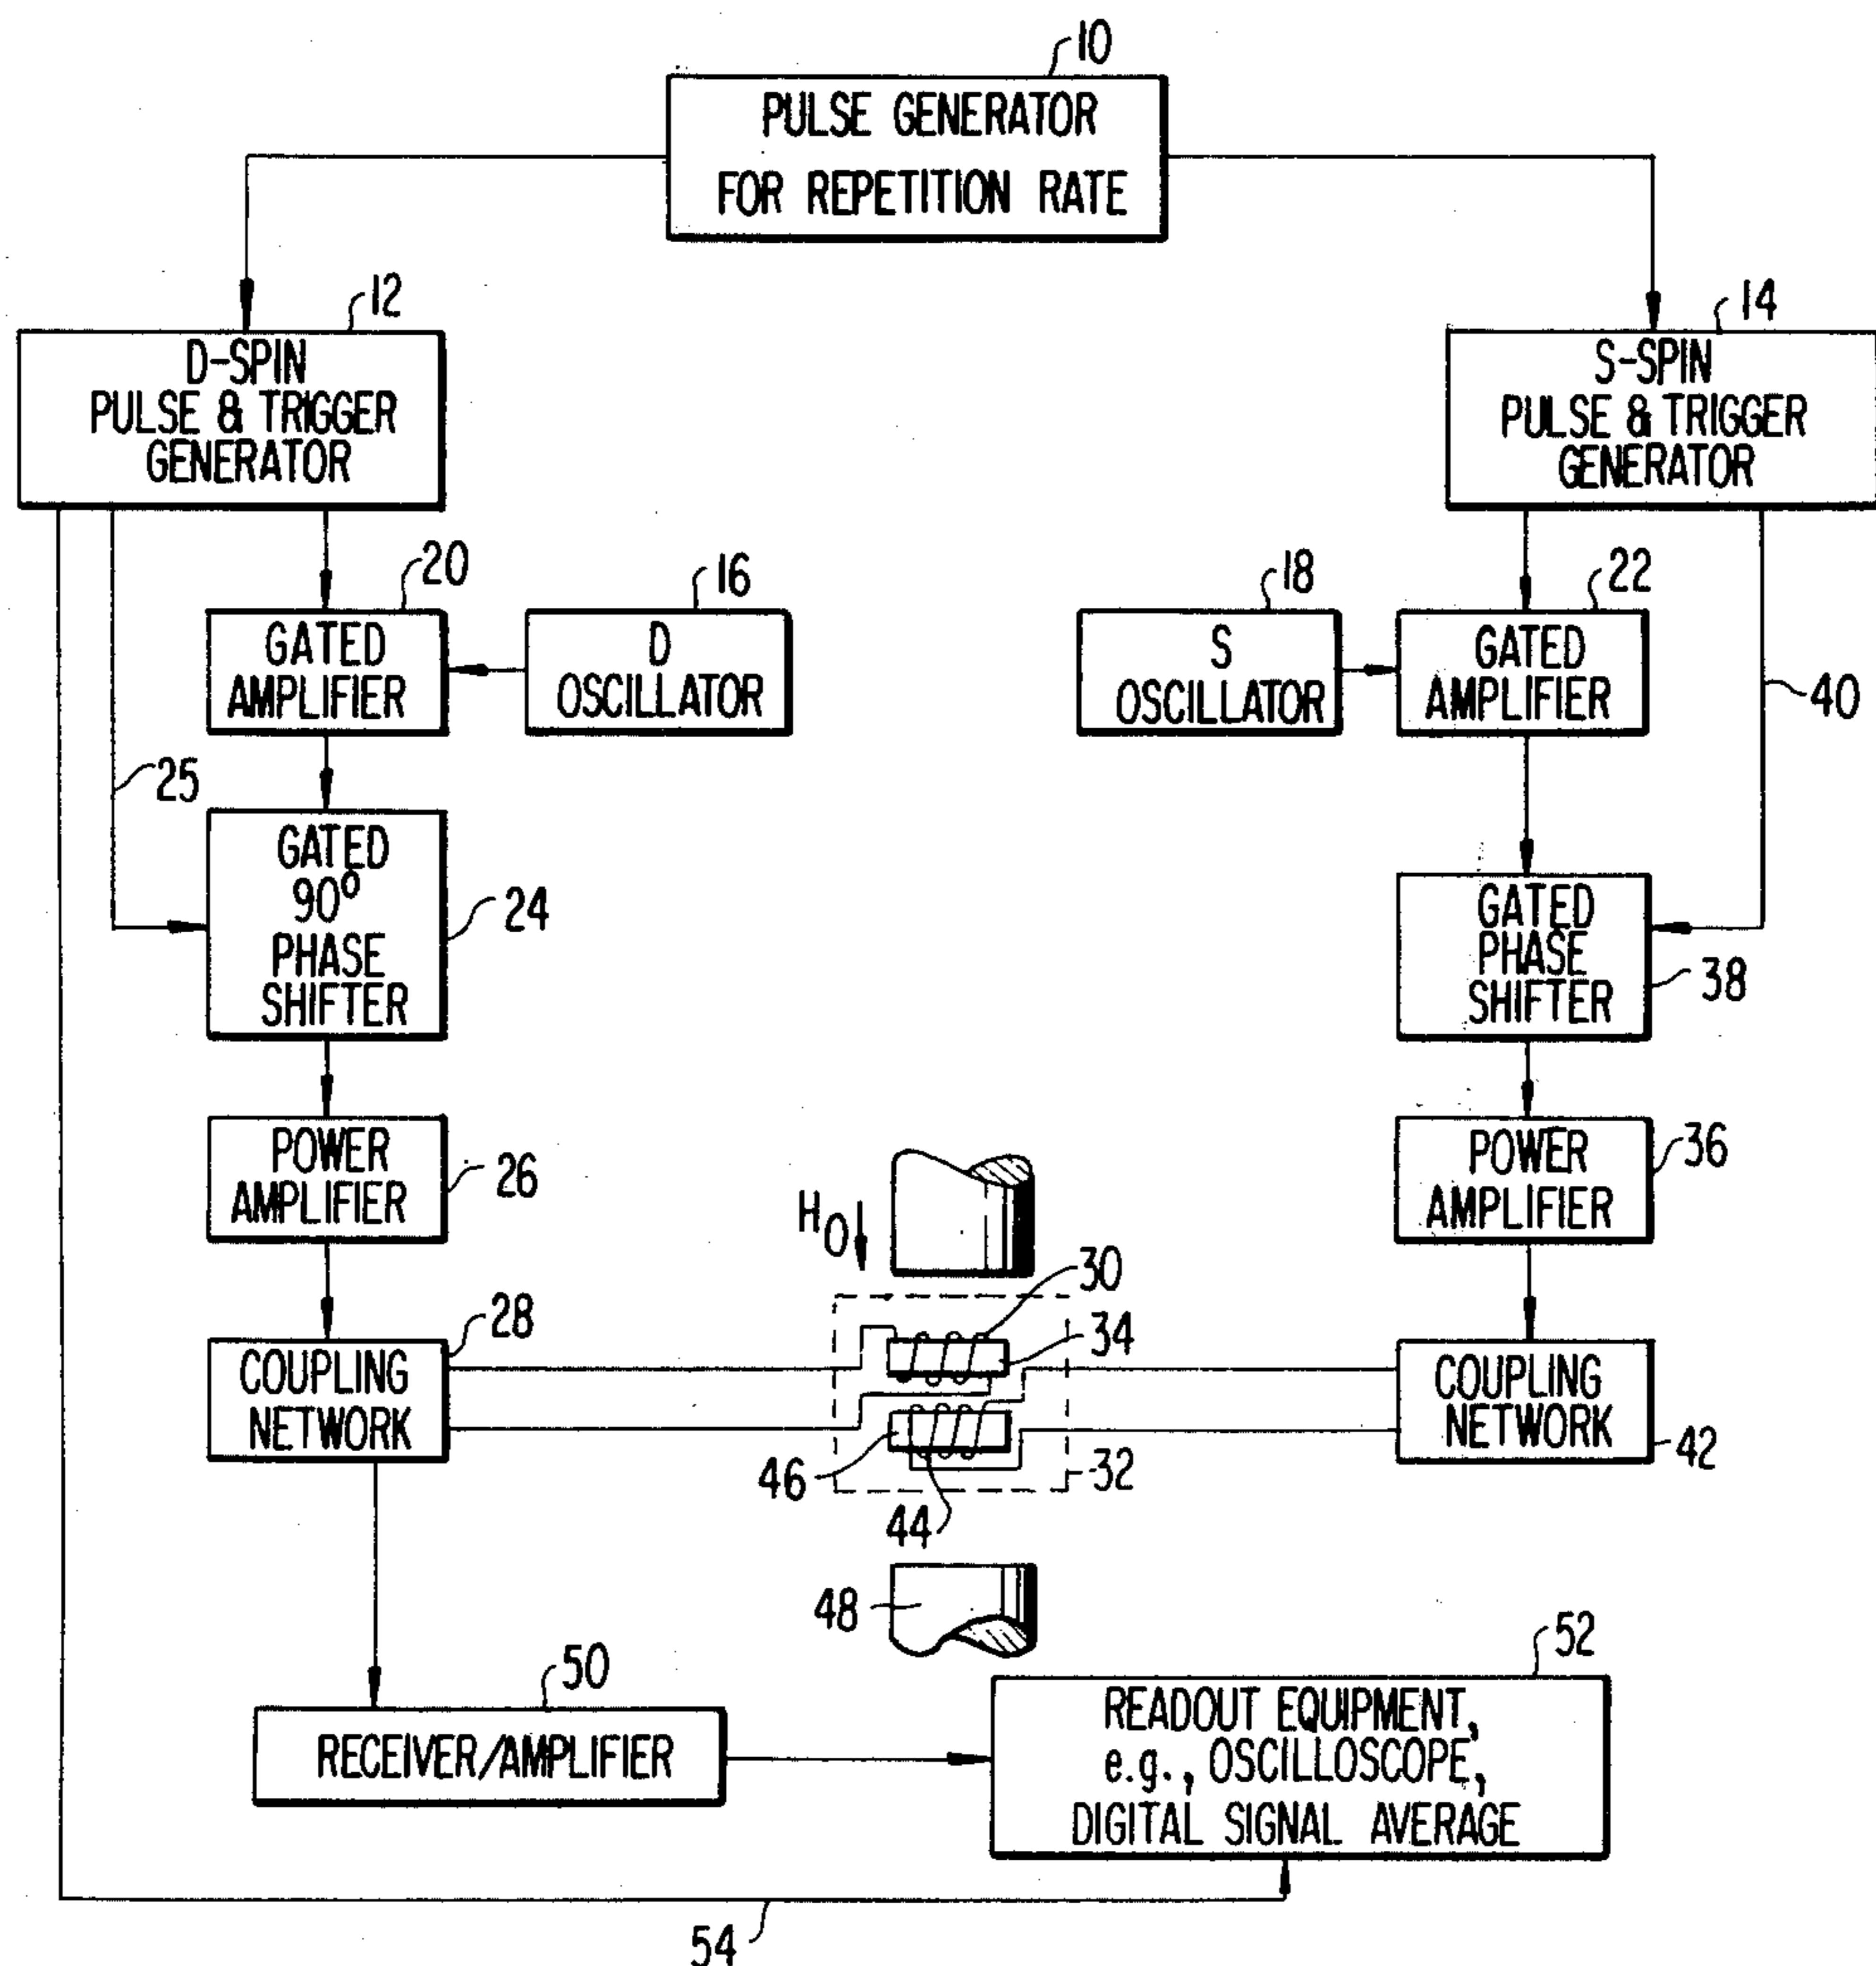 10
PULSE GENERATOR
FOR REPETITION RATE
12
D-SPIN
PULSE & TRIGGER
GENERATOR
14
S-SPIN
PULSE & TRIGGER
GENERATOR
20
GATED
AMPLIFIER
16
D
OSCILLATOR
18
S
OSCILLATOR
22
GATED
AMPLIFIER
40
25
GATED
90°
PHASE
SHIFTER
24
GATED
PHASE
SHIFTER
38
POWER
AMPLIFIER
26
POWER
AMPLIFIER
36
H0
30
34
28
COUPLING
NETWORK
COUPLING
NETWORK
42
46
44
32
48
50
RECEIVER/AMPLIFIER
52
READOUT EQUIPMENT,
e.g., OSCILLOSCOPE,
DIGITAL SIGNAL AVERAGE
54